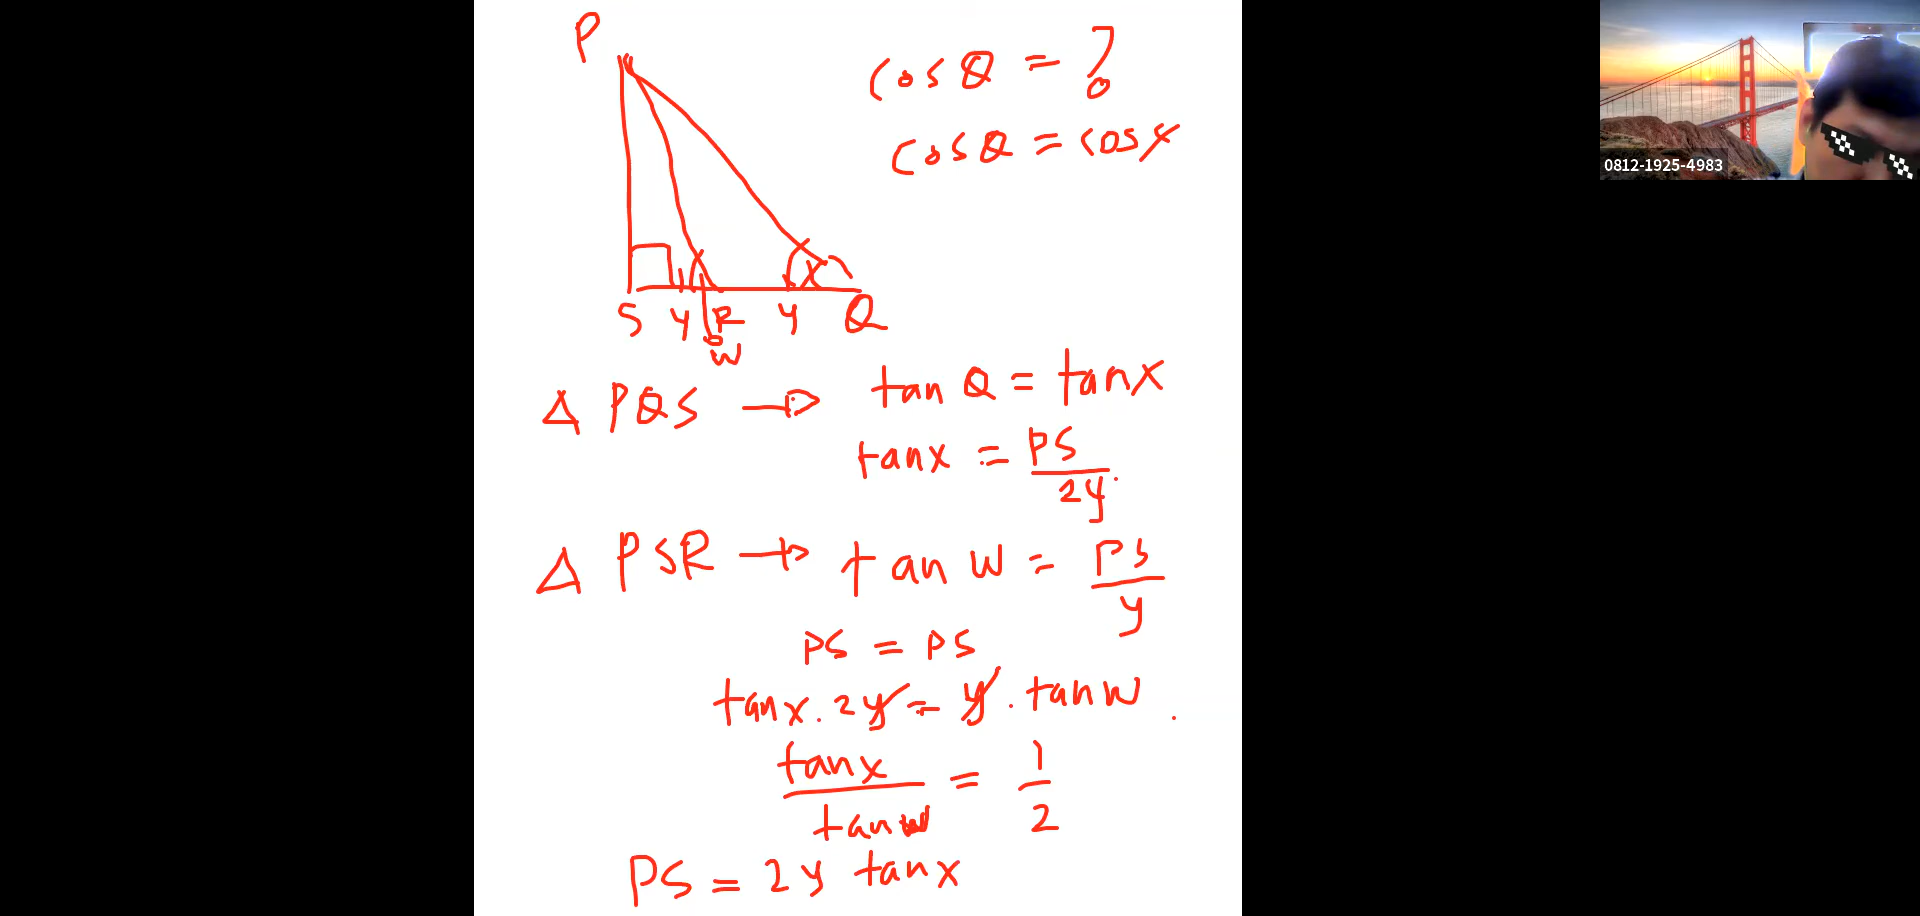 P
cos Q = ?
cos Q = cos x
x
S y R y Q
w
Δ PQS → tan Q = tan x
tan x = PS / 2y
Δ PSR → tan w = PS / y
PS = PS
tan x . 2y = y . tan w
tan x / tan w = 1 / 2
PS = 2y tan x
0812-1925-4983